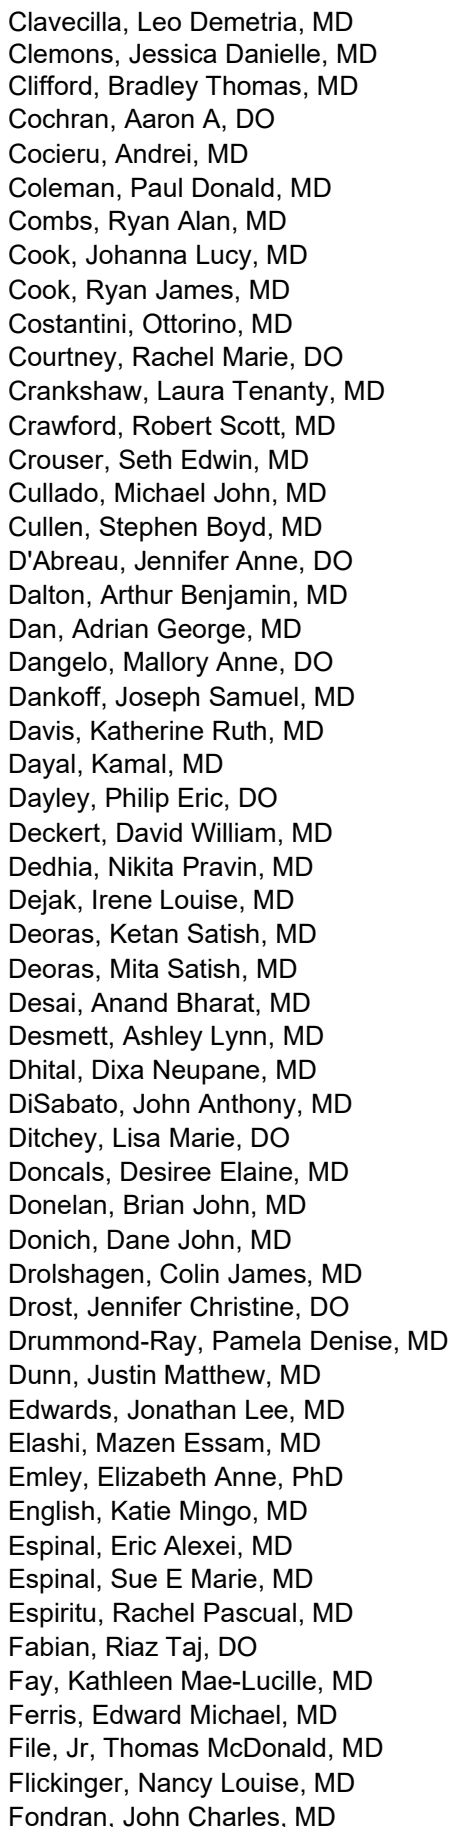 Clavecilla, Leo Demetria, MD
Clemons, Jessica Danielle, MD
Clifford, Bradley Thomas, MD
Cochran, Aaron A, DO
Cocieru, Andrei, MD
Coleman, Paul Donald, MD
Combs, Ryan Alan, MD
Cook, Johanna Lucy, MD
Cook, Ryan James, MD
Costantini, Ottorino, MD
Courtney, Rachel Marie, DO
Crankshaw, Laura Tenanty, MD
Crawford, Robert Scott, MD
Crouser, Seth Edwin, MD
Cullado, Michael John, MD
Cullen, Stephen Boyd, MD
D'Abreau, Jennifer Anne, DO
Dalton, Arthur Benjamin, MD
Dan, Adrian George, MD
Dangelo, Mallory Anne, DO
Dankoff, Joseph Samuel, MD
Davis, Katherine Ruth, MD
Dayal, Kamal, MD
Dayley, Philip Eric, DO
Deckert, David William, MD
Dedhia, Nikita Pravin, MD
Dejak, Irene Louise, MD
Deoras, Ketan Satish, MD
Deoras, Mita Satish, MD
Desai, Anand Bharat, MD
Desmett, Ashley Lynn, MD
Dhital, Dixa Neupane, MD
DiSabato, John Anthony, MD
Ditchey, Lisa Marie, DO
Doncals, Desiree Elaine, MD
Donelan, Brian John, MD
Donich, Dane John, MD
Drolshagen, Colin James, MD
Drost, Jennifer Christine, DO
Drummond-Ray, Pamela Denise, MD
Dunn, Justin Matthew, MD
Edwards, Jonathan Lee, MD
Elashi, Mazen Essam, MD
Emley, Elizabeth Anne, PhD
English, Katie Mingo, MD
Espinal, Eric Alexei, MD
Espinal, Sue E Marie, MD
Espiritu, Rachel Pascual, MD
Fabian, Riaz Taj, DO
Fay, Kathleen Mae-Lucille, MD
Ferris, Edward Michael, MD
File, Jr, Thomas McDonald, MD
Flickinger, Nancy Louise, MD
Fondran, John Charles, MD